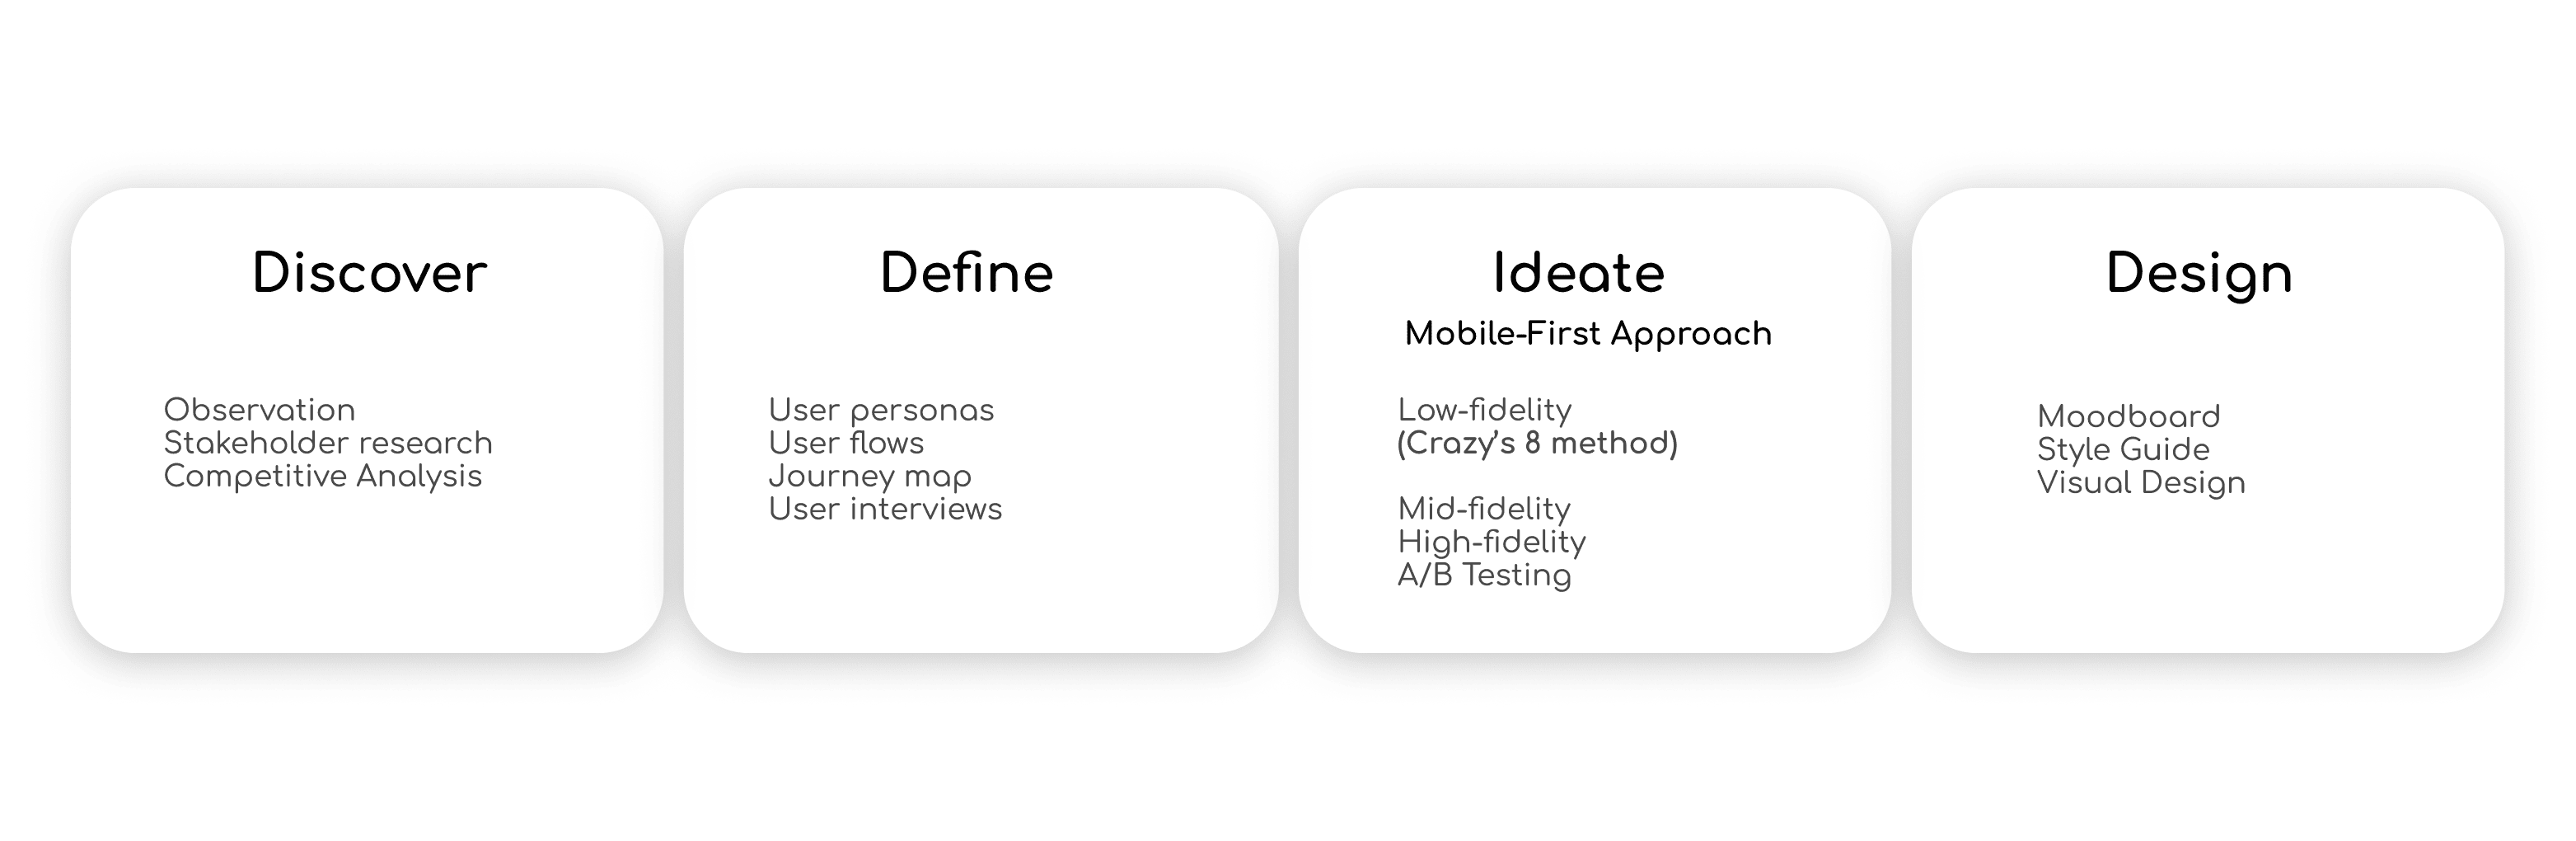 Discover
Observation
Stakeholder research
Competitive Analysis
Define
User personas
User flows
Journey map
User interviews
Ideate
Mobile-First Approach
Low-fidelity
(Crazy’s 8 method)
Mid-fidelity
High-fidelity
A/B Testing
Design
Moodboard
Style Guide
Visual Design